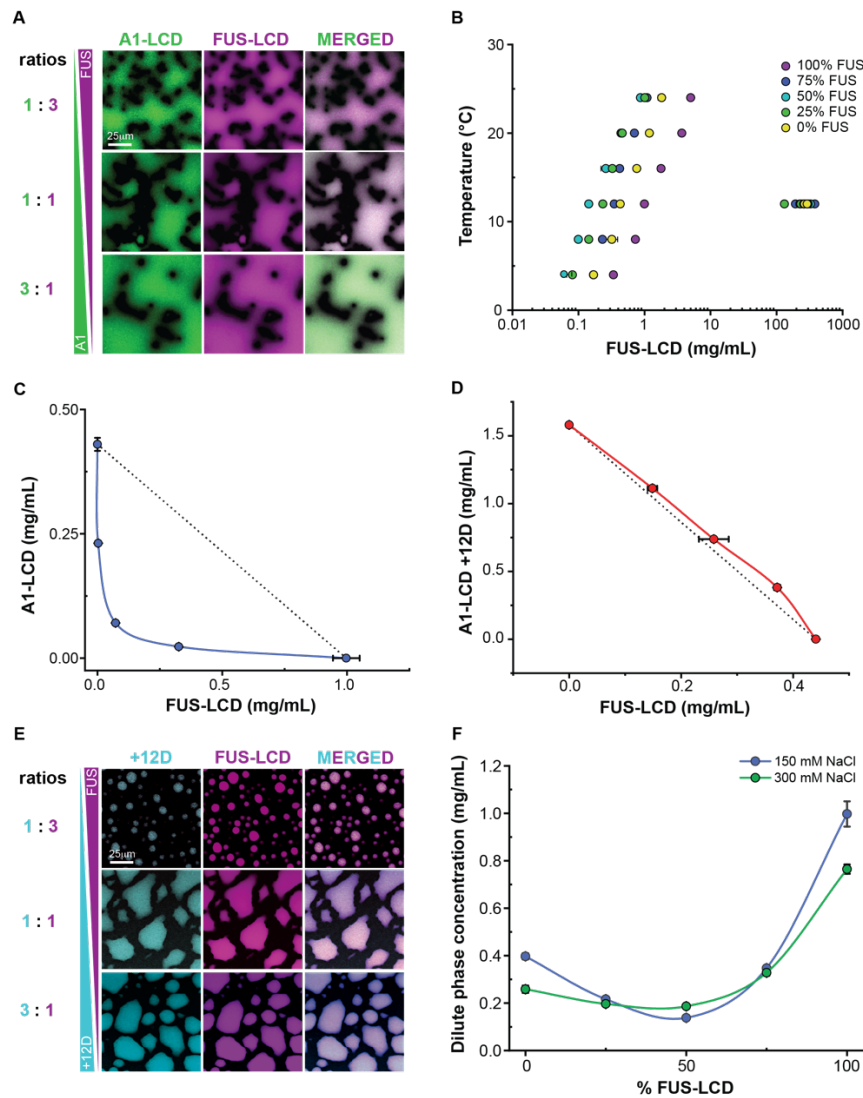 A
A1-LCD FUS-LCD MERGED
ratios
FUS
1 : 3
25μm
1 : 1
3 : 1
A1
B
Temperature (°C)
30
20
10
0
0.01 0.1 1 10 100 1000
FUS-LCD (mg/mL)
100% FUS
75% FUS
50% FUS
25% FUS
0% FUS
C
A1-LCD (mg/mL)
0.50
0.25
0.00
0.0 0.5 1.0
FUS-LCD (mg/mL)
D
A1-LCD +12D (mg/mL)
1.5
1.0
0.5
0.0
0.0 0.2 0.4
FUS-LCD (mg/mL)
E
+12D FUS-LCD MERGED
ratios
FUS
1 : 3
25μm
1 : 1
3 : 1
+12D
F
Dilute phase concentration (mg/mL)
1.2
1.0
0.8
0.6
0.4
0.2
0.0
0 50 100
% FUS-LCD
150 mM NaCl
300 mM NaCl